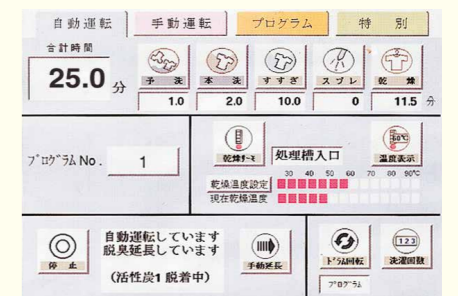 自動運転 手動運転 プログラム 特 別
合計時間
25.0 分
予 洗 本 洗 すすぎ スプレ 乾 燥
1.0 2.0 10.0 0 11.5 分
プログラムNo. 1
乾燥サーモ 処理槽入口 60℃ 温度表示
30 40 50 60 70 80 90℃
乾燥温度設定
現在乾燥温度
停 止
自動運転しています
脱臭延長しています
(活性炭1 脱着中)
手動延長
ドラム回転
プログラム
123
洗濯回数